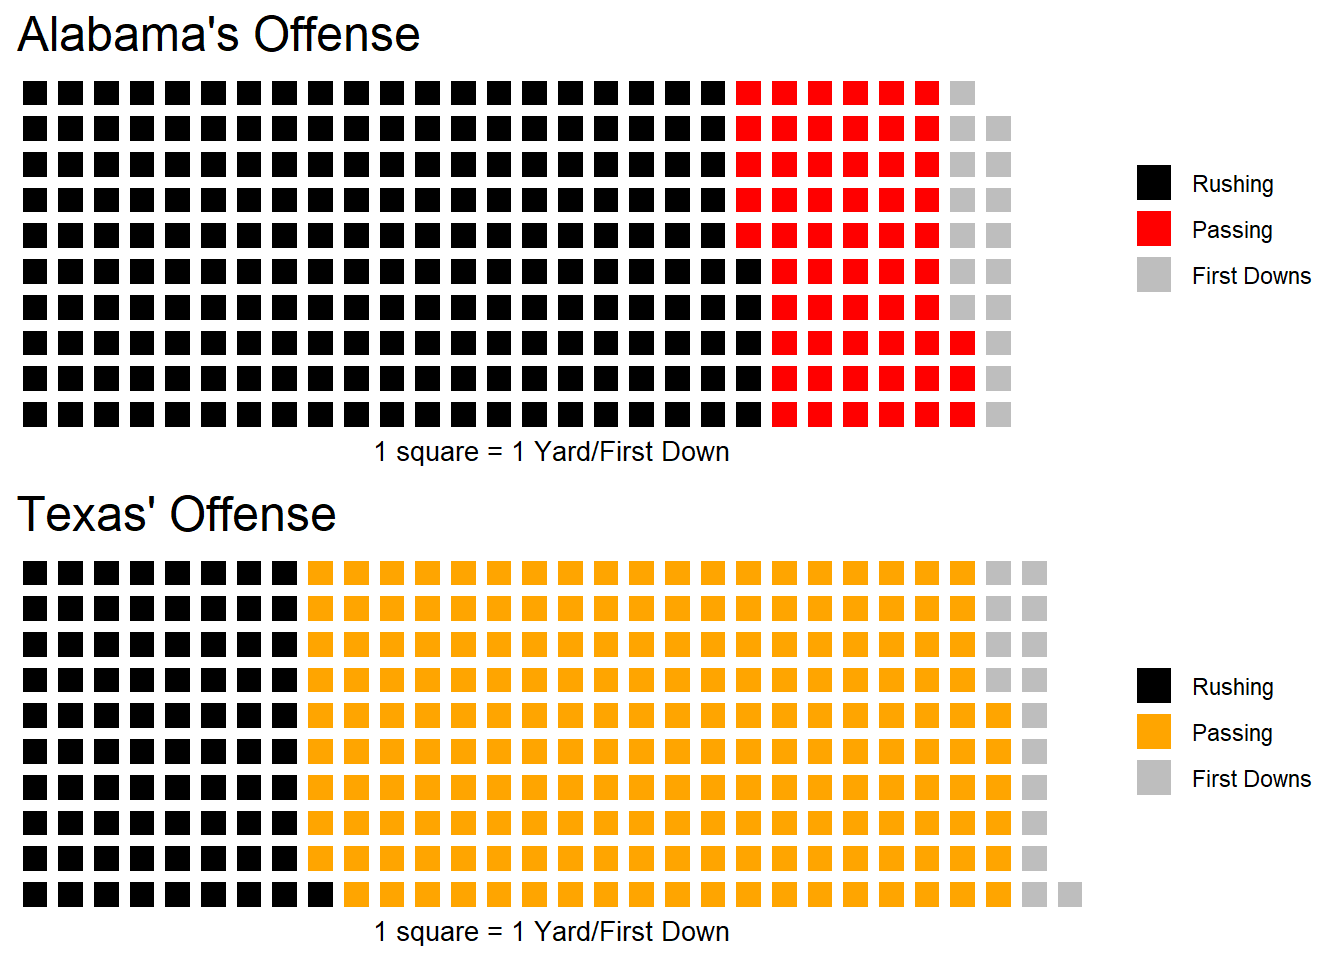 Alabama's Offense
Rushing
Passing
First Downs
1 square = 1 Yard/First Down
Texas' Offense
Rushing
Passing
First Downs
1 square = 1 Yard/First Down